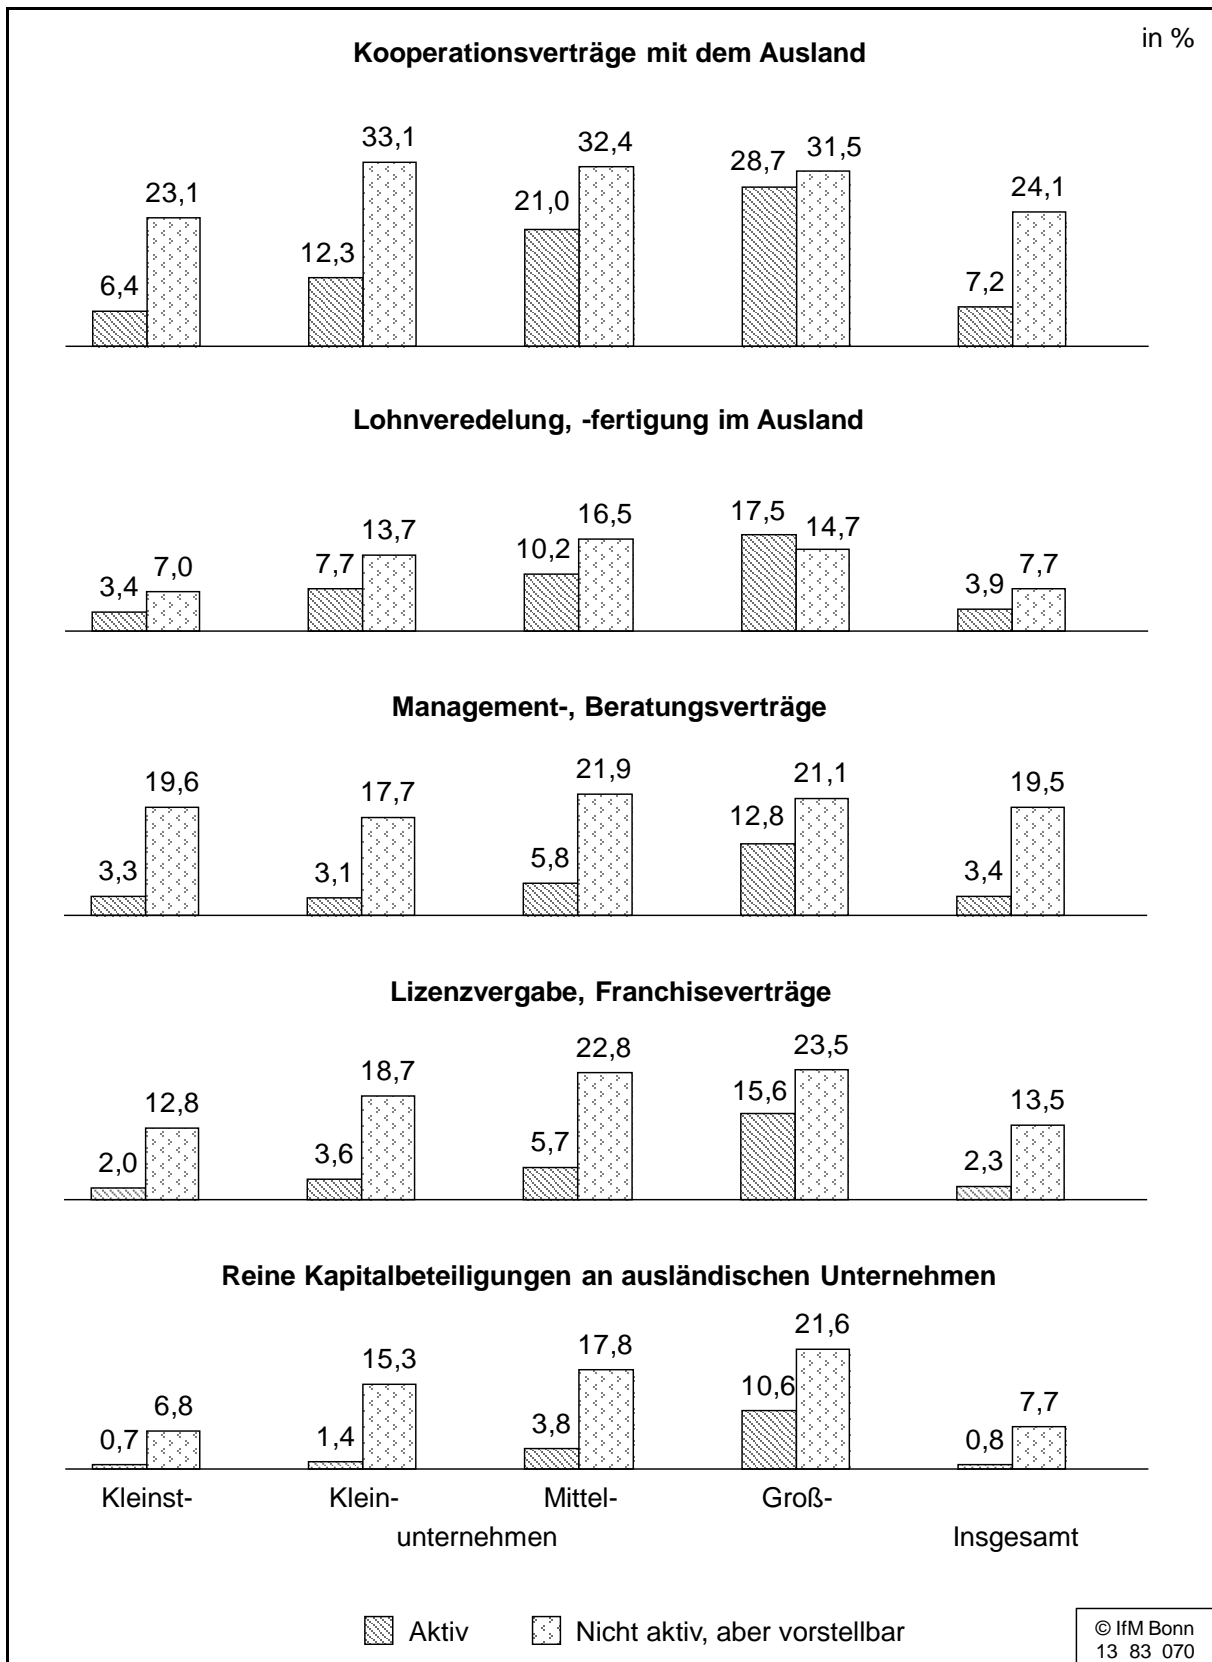 in %
Kooperationsverträge mit dem Ausland
6,4 23,1 12,3 33,1 21,0 32,4 28,7 31,5 7,2 24,1
Lohnveredelung, -fertigung im Ausland
3,4 7,0 7,7 13,7 10,2 16,5 17,5 14,7 3,9 7,7
Management-, Beratungsverträge
3,3 19,6 3,1 17,7 5,8 21,9 12,8 21,1 3,4 19,5
Lizenzvergabe, Franchiseverträge
2,0 12,8 3,6 18,7 5,7 22,8 15,6 23,5 2,3 13,5
Reine Kapitalbeteiligungen an ausländischen Unternehmen
0,7 6,8 1,4 15,3 3,8 17,8 10,6 21,6 0,8 7,7
Kleinst- Klein- Mittel- Groß-
unternehmen Insgesamt
Aktiv Nicht aktiv, aber vorstellbar
© IfM Bonn
13 83 070